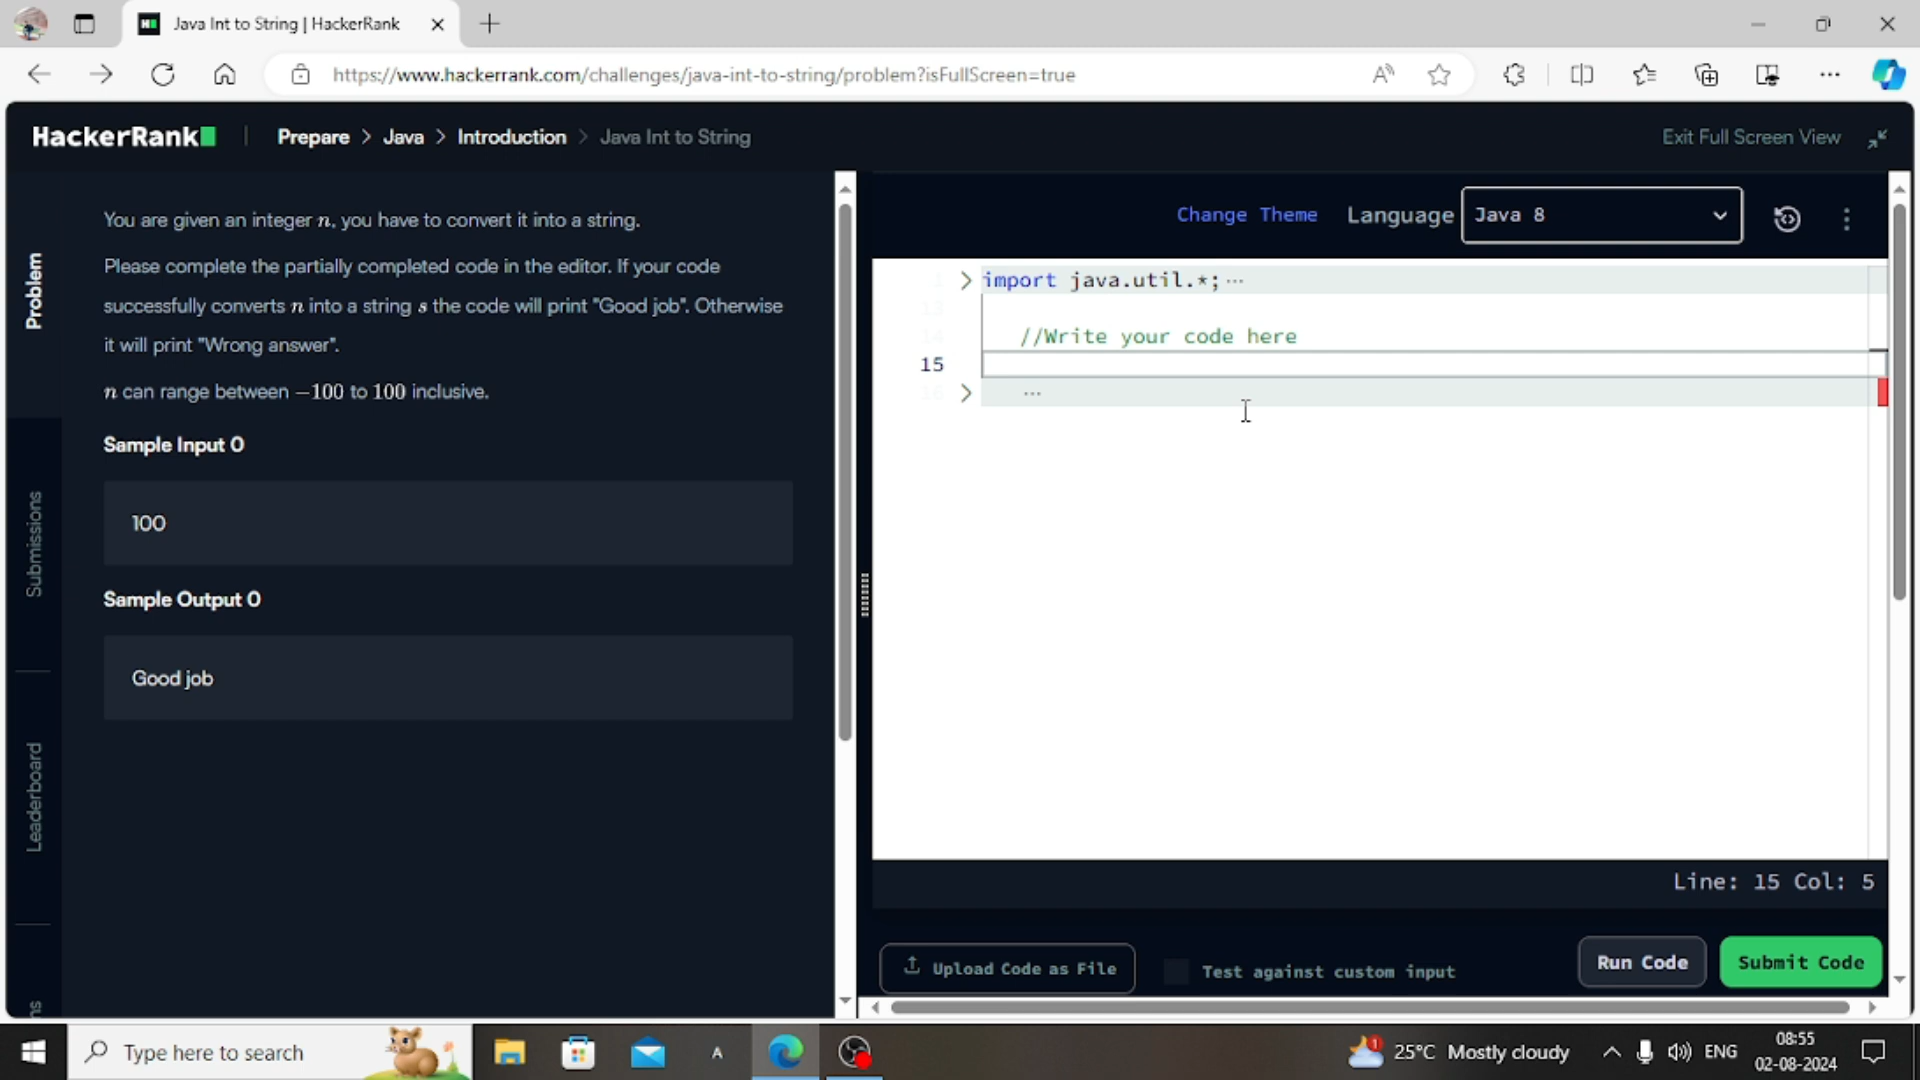 Java Int to String | HackerRank
https://www.hackerrank.com/challenges/java-int-to-string/problem?isFullScreen=true
HackerRank
Prepare > Java > Introduction > Java Int to String
Exit Full Screen View
Problem
Submissions
Leaderboard
You are given an integer n, you have to convert it into a string.
Please complete the partially completed code in the editor. If your code
successfully converts n into a string s the code will print "Good job". Otherwise
it will print "Wrong answer".
n can range between −100 to 100 inclusive.
Sample Input 0
100
Sample Output 0
Good job
Change Theme Language Java 8
1 import java.util.*; ...
13
14 //Write your code here
15
16 ...
Line: 15 Col: 5
Upload Code as File
Test against custom input
Run Code
Submit Code
Type here to search
25°C Mostly cloudy
ENG
08:55
02-08-2024